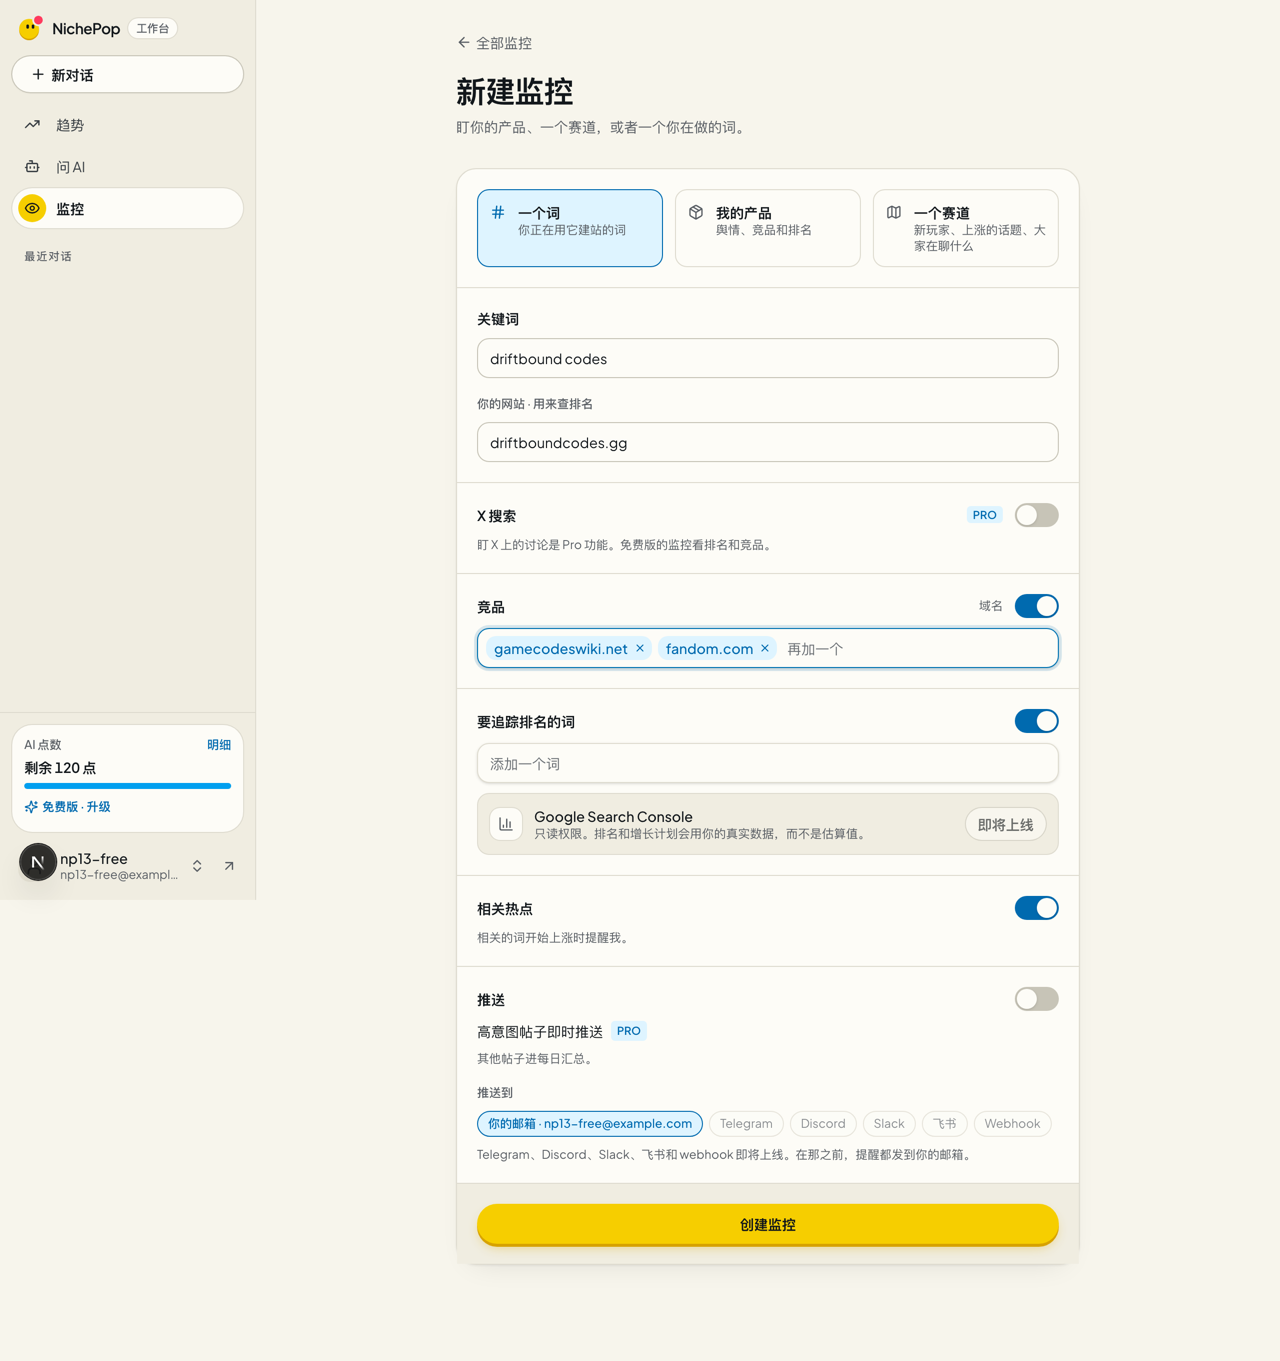 NichePop 工作台
新对话
趋势
问 AI
监控
最近对话
AI 点数 明细
剩余 120 点
免费版 · 升级
N
np13-free
np13-free@exampl...
全部监控
新建监控
盯你的产品、一个赛道，或者一个你在做的词。
一个词
你正在用它建站的词
我的产品
舆情、竞品和排名
一个赛道
新玩家、上涨的话题、大
家在聊什么
关键词
driftbound codes
你的网站 · 用来查排名
driftboundcodes.gg
X 搜索 PRO
盯 X 上的讨论是 Pro 功能。免费版的监控看排名和竞品。
竞品 域名
gamecodeswiki.net × fandom.com × 再加一个
要追踪排名的词
添加一个词
Google Search Console
只读权限。排名和增长计划会用你的真实数据，而不是估算值。
即将上线
相关热点
相关的词开始上涨时提醒我。
推送
高意图帖子即时推送 PRO
其他帖子进每日汇总。
推送到
你的邮箱 · np13-free@example.com Telegram Discord Slack 飞书 Webhook
Telegram、Discord、Slack、飞书和 webhook 即将上线。在那之前，提醒都发到你的邮箱。
创建监控